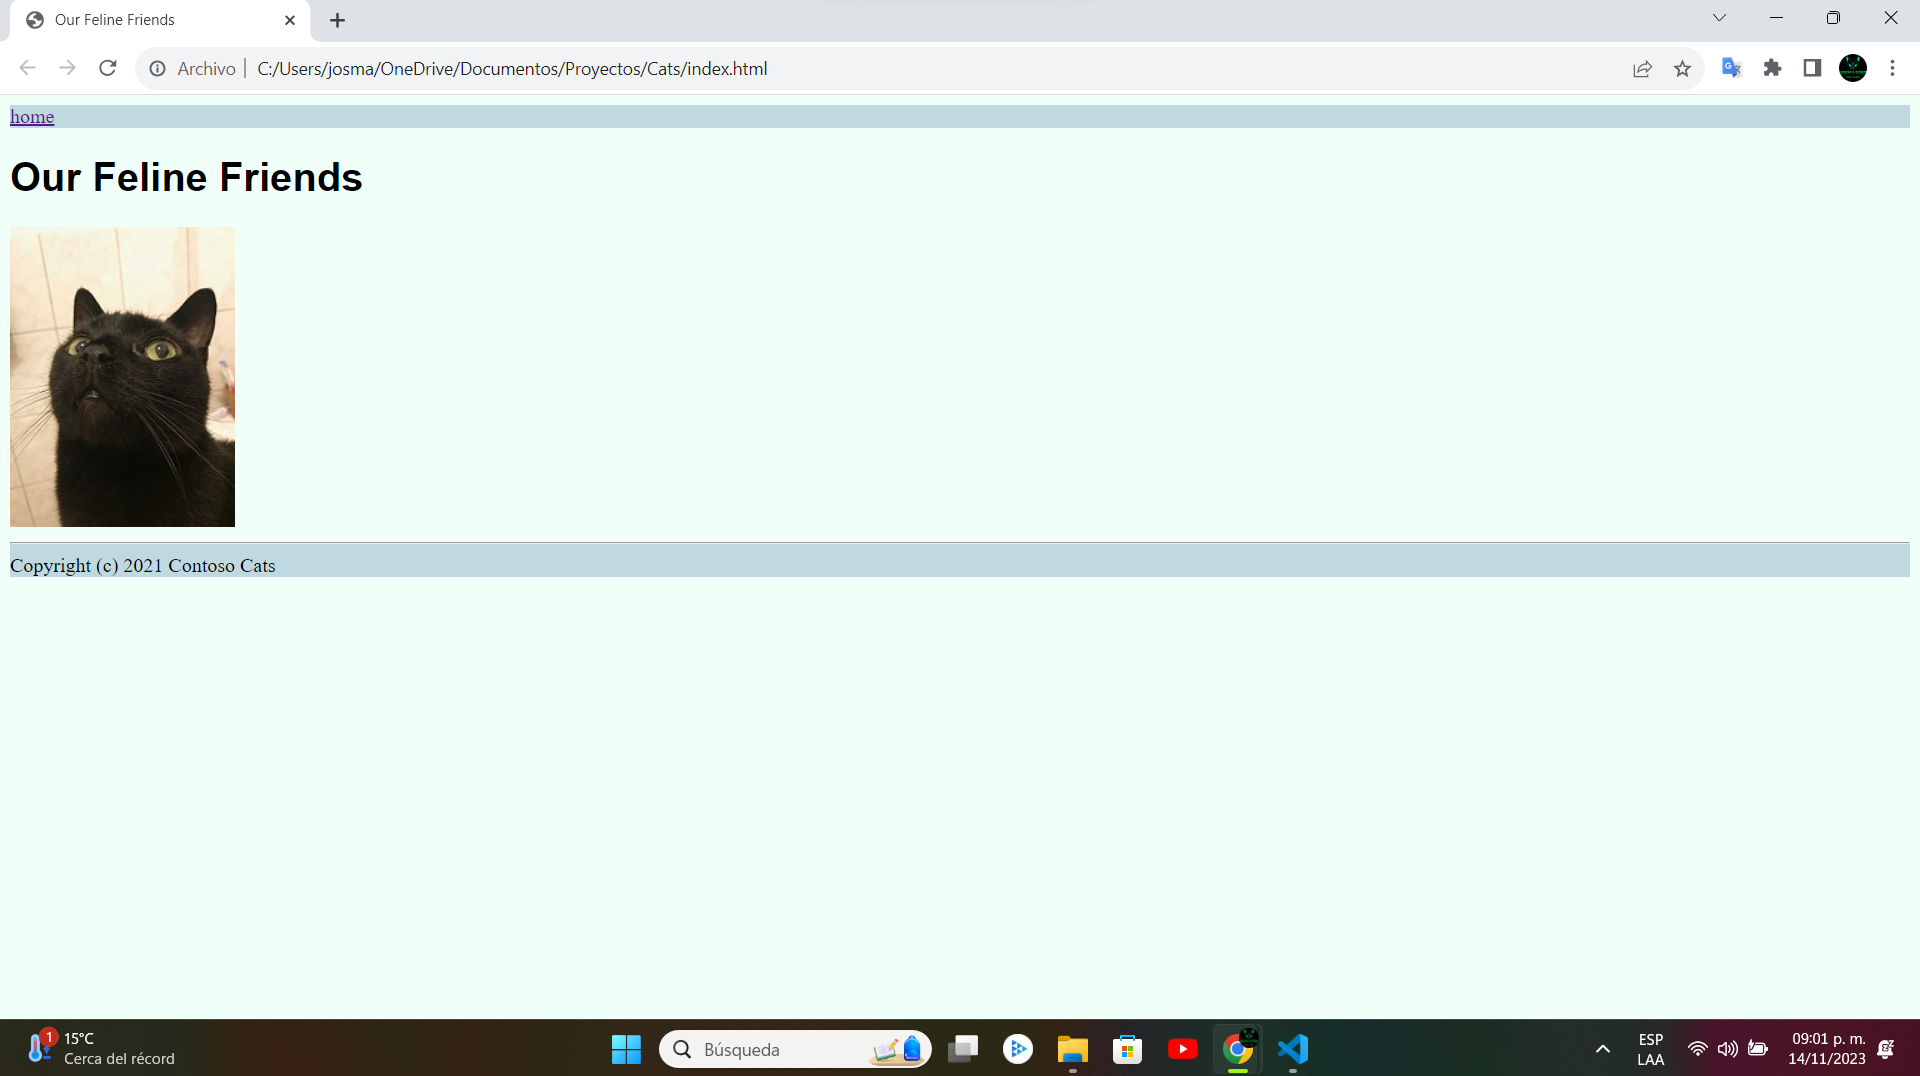 Our Feline Friends
Archivo | C:/Users/josma/OneDrive/Documentos/Proyectos/Cats/index.html
home
Our Feline Friends
Copyright (c) 2021 Contoso Cats
1
15°C
Cerca del récord
Búsqueda
ESP
LAA
09:01 p. m.
14/11/2023